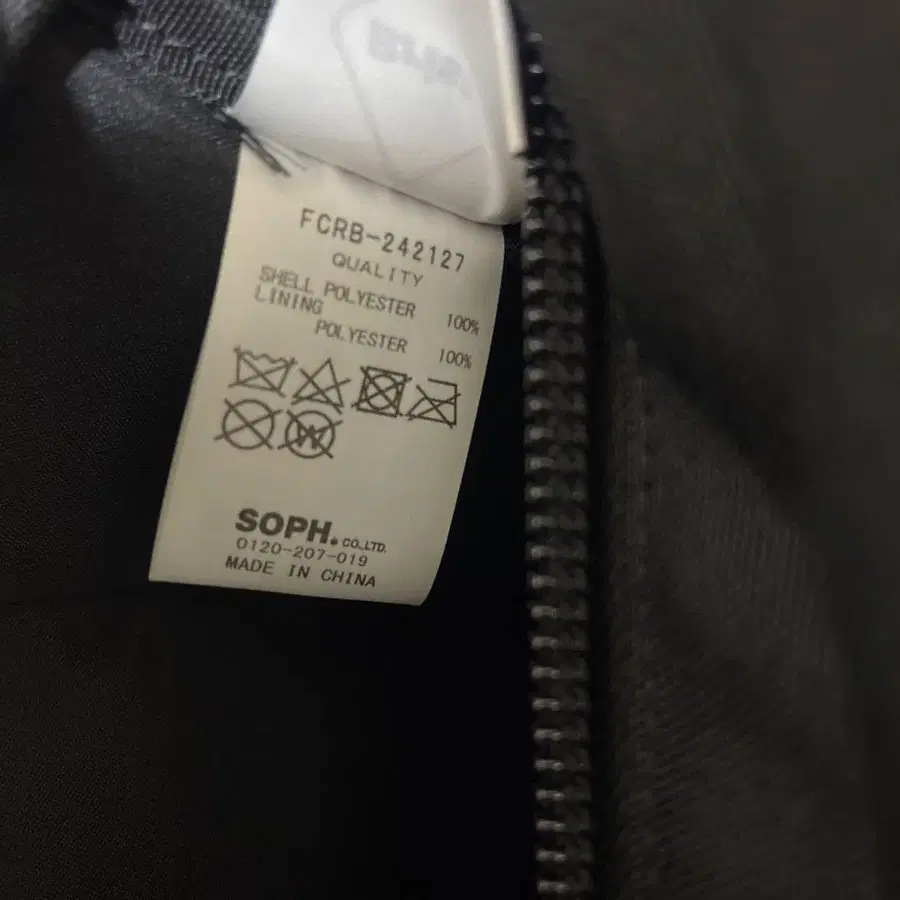 FCRB-242127
QUALITY
SHELL POLYESTER 100%
LINING
POLYESTER 100%
W
SOPH. CO.,LTD.
0120-207-019
MADE IN CHINA